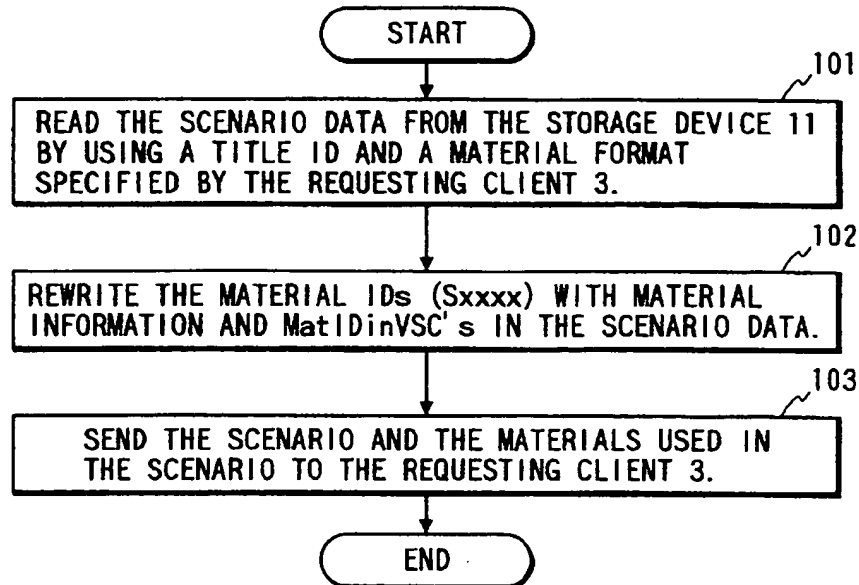 START
101
READ THE SCENARIO DATA FROM THE STORAGE DEVICE 11
BY USING A TITLE ID AND A MATERIAL FORMAT
SPECIFIED BY THE REQUESTING CLIENT 3.
102
REWRITE THE MATERIAL IDs (Sxxxx) WITH MATERIAL
INFORMATION AND MatIDinVSC's IN THE SCENARIO DATA.
103
SEND THE SCENARIO AND THE MATERIALS USED IN
THE SCENARIO TO THE REQUESTING CLIENT 3.
END